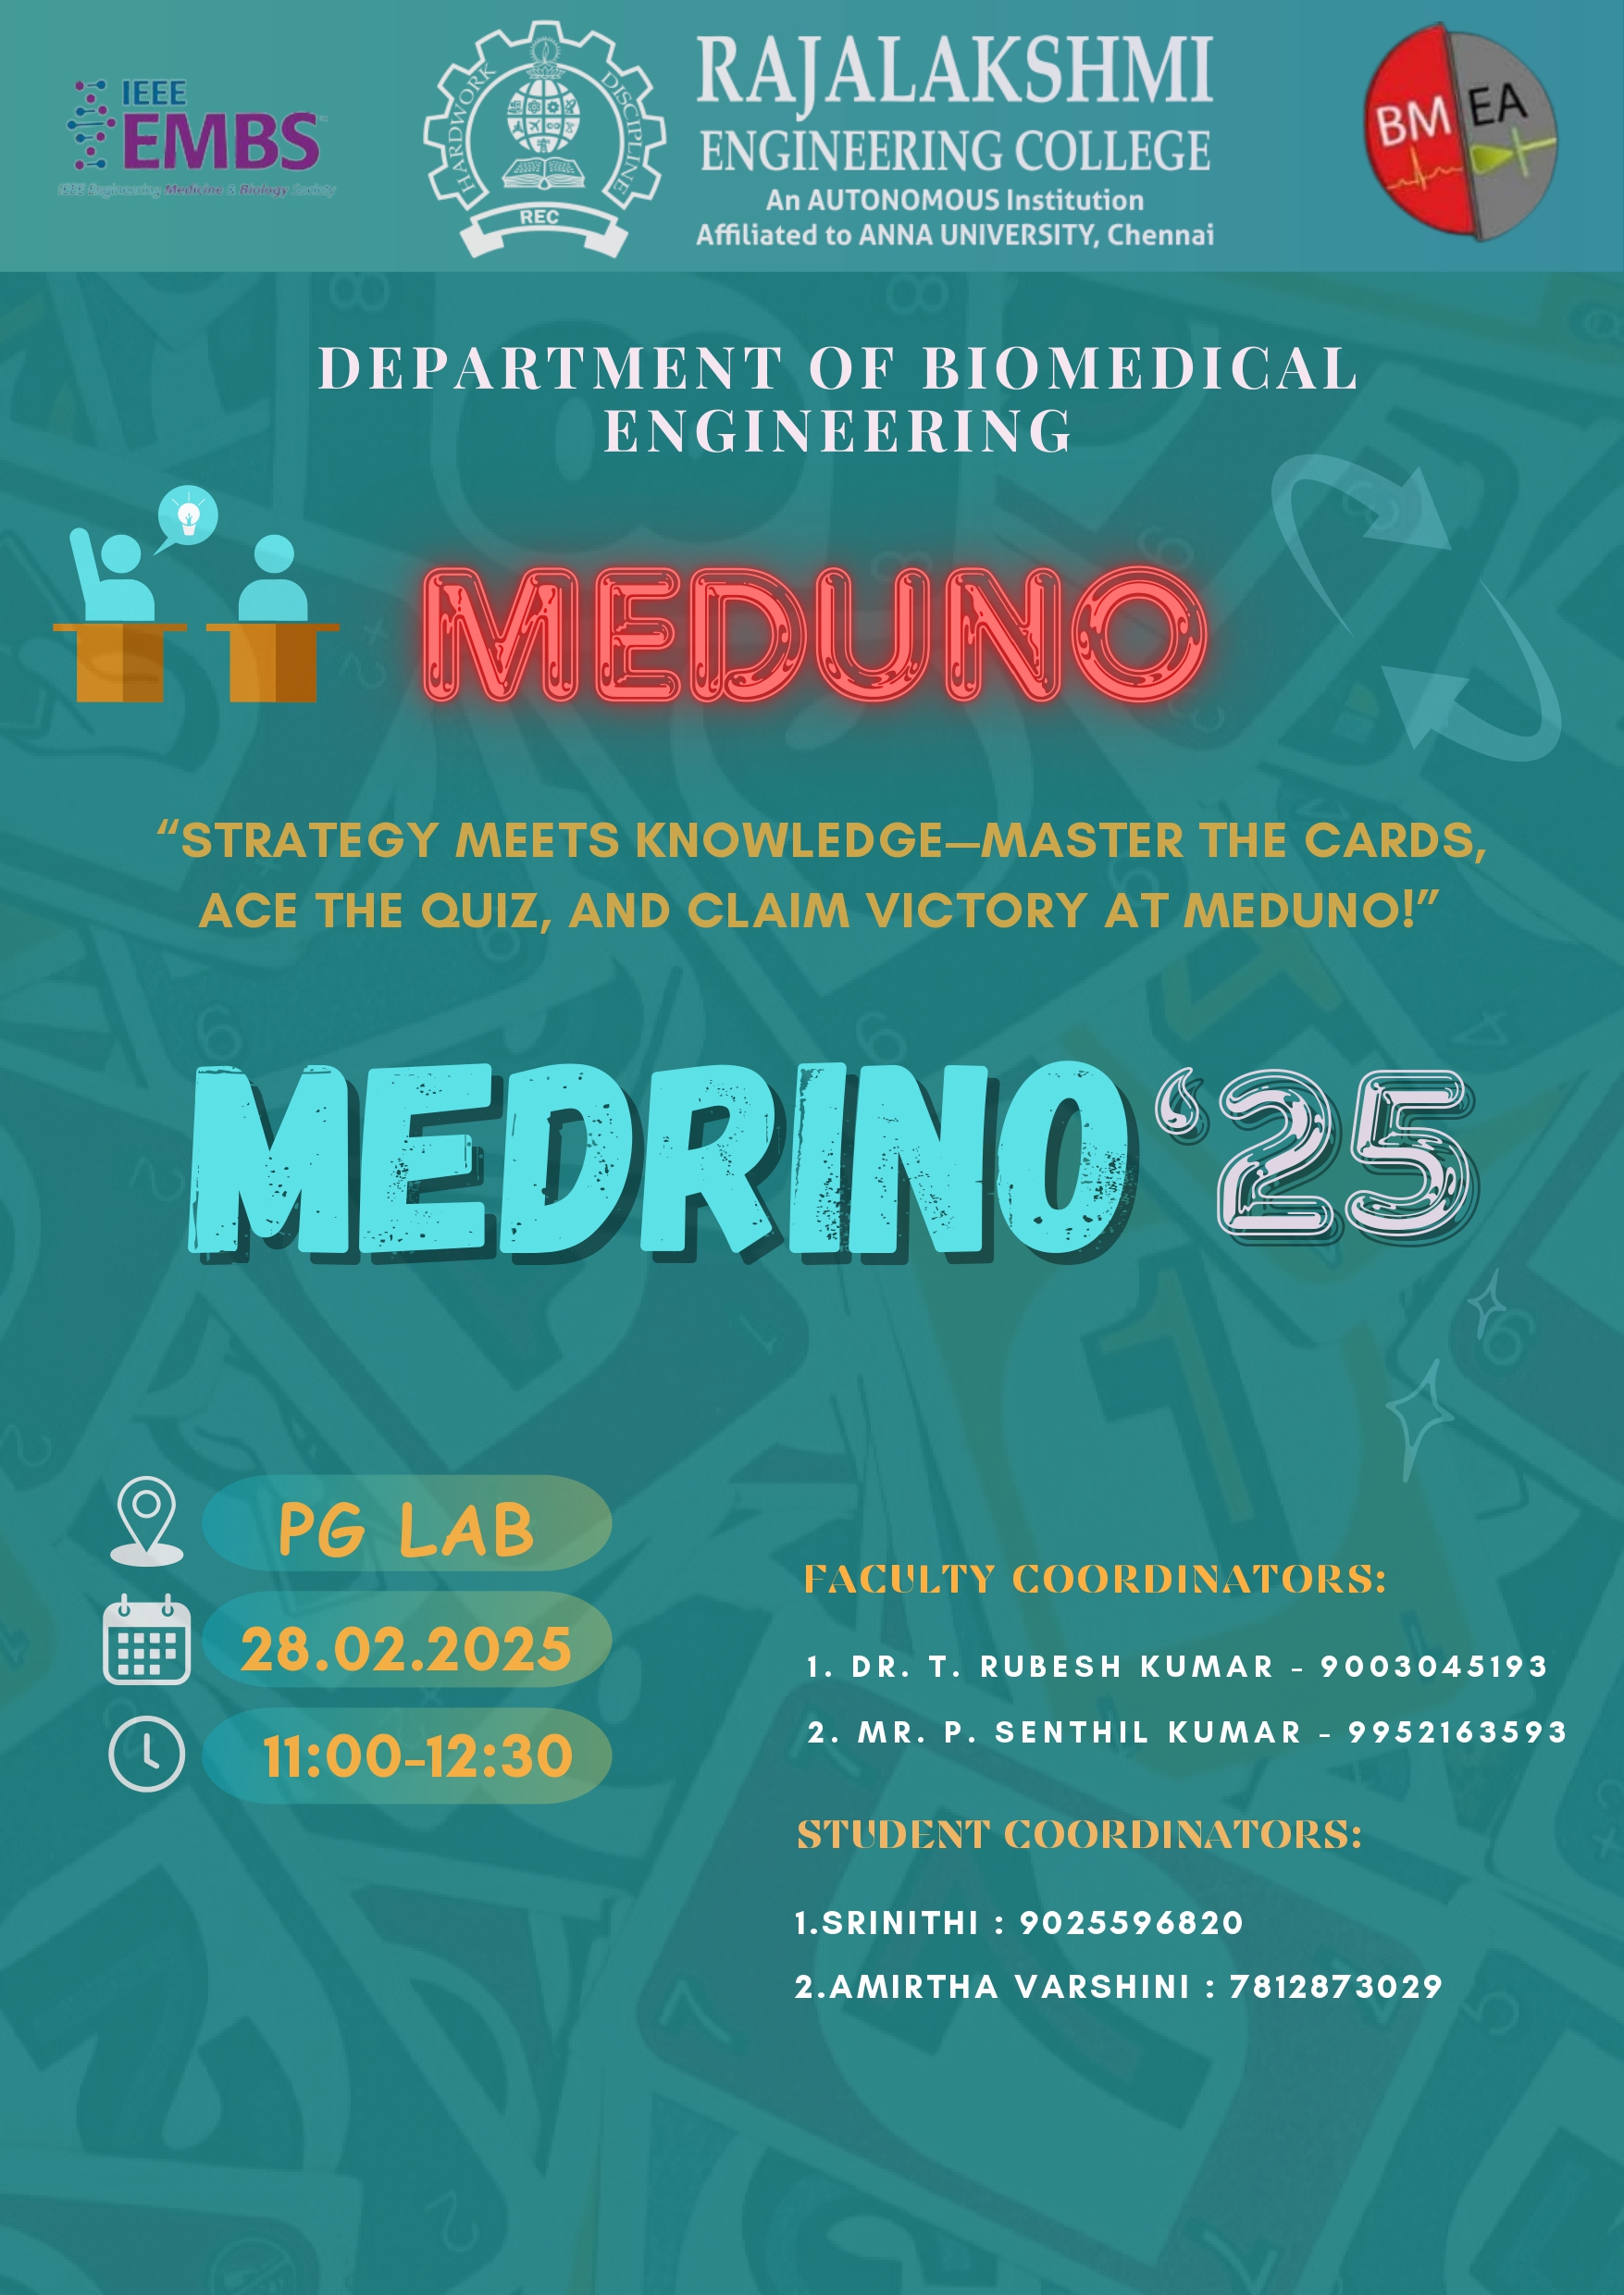 IEEE
EMBS
IEEE Engineering Medicine & Biology Society
HARDWORK
DISCIPLINE
REC
RAJALAKSHMI
ENGINEERING COLLEGE
An AUTONOMOUS Institution
Affiliated to ANNA UNIVERSITY, Chennai
BM EA
DEPARTMENT OF BIOMEDICAL
ENGINEERING
MEDUNO
“STRATEGY MEETS KNOWLEDGE—MASTER THE CARDS,
ACE THE QUIZ, AND CLAIM VICTORY AT MEDUNO!”
MEDRINO ‘25
PG LAB
28.02.2025
11:00-12:30
FACULTY COORDINATORS:
1. DR. T. RUBESH KUMAR - 9003045193
2. MR. P. SENTHIL KUMAR - 9952163593
STUDENT COORDINATORS:
1.SRINITHI : 9025596820
2.AMIRTHA VARSHINI : 7812873029